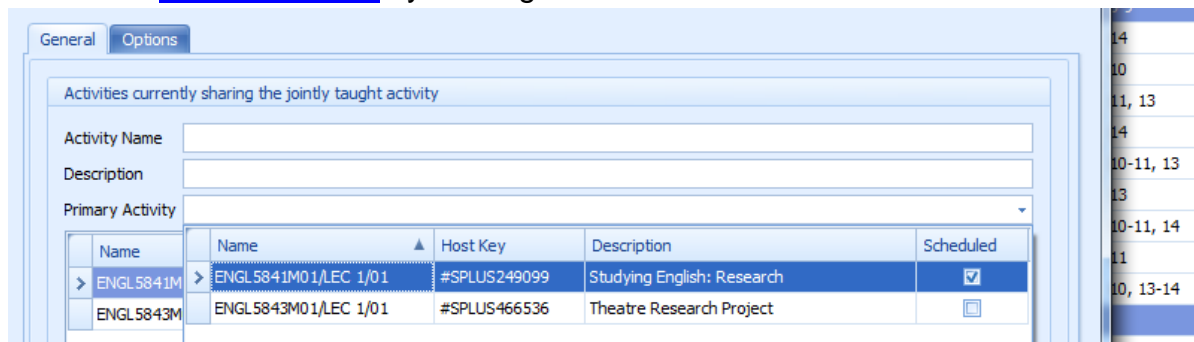 General Options
Activities currently sharing the jointly taught activity
Activity Name
Description
Primary Activity
Name
Name Host Key Description Scheduled
ENGL5841M
ENGL5841M01/LEC 1/01 #SPLUS249099 Studying English: Research
ENGL5843M
ENGL5843M01/LEC 1/01 #SPLUS466536 Theatre Research Project
14
10
11, 13
14
10-11, 13
13
10-11, 14
11
10, 13-14